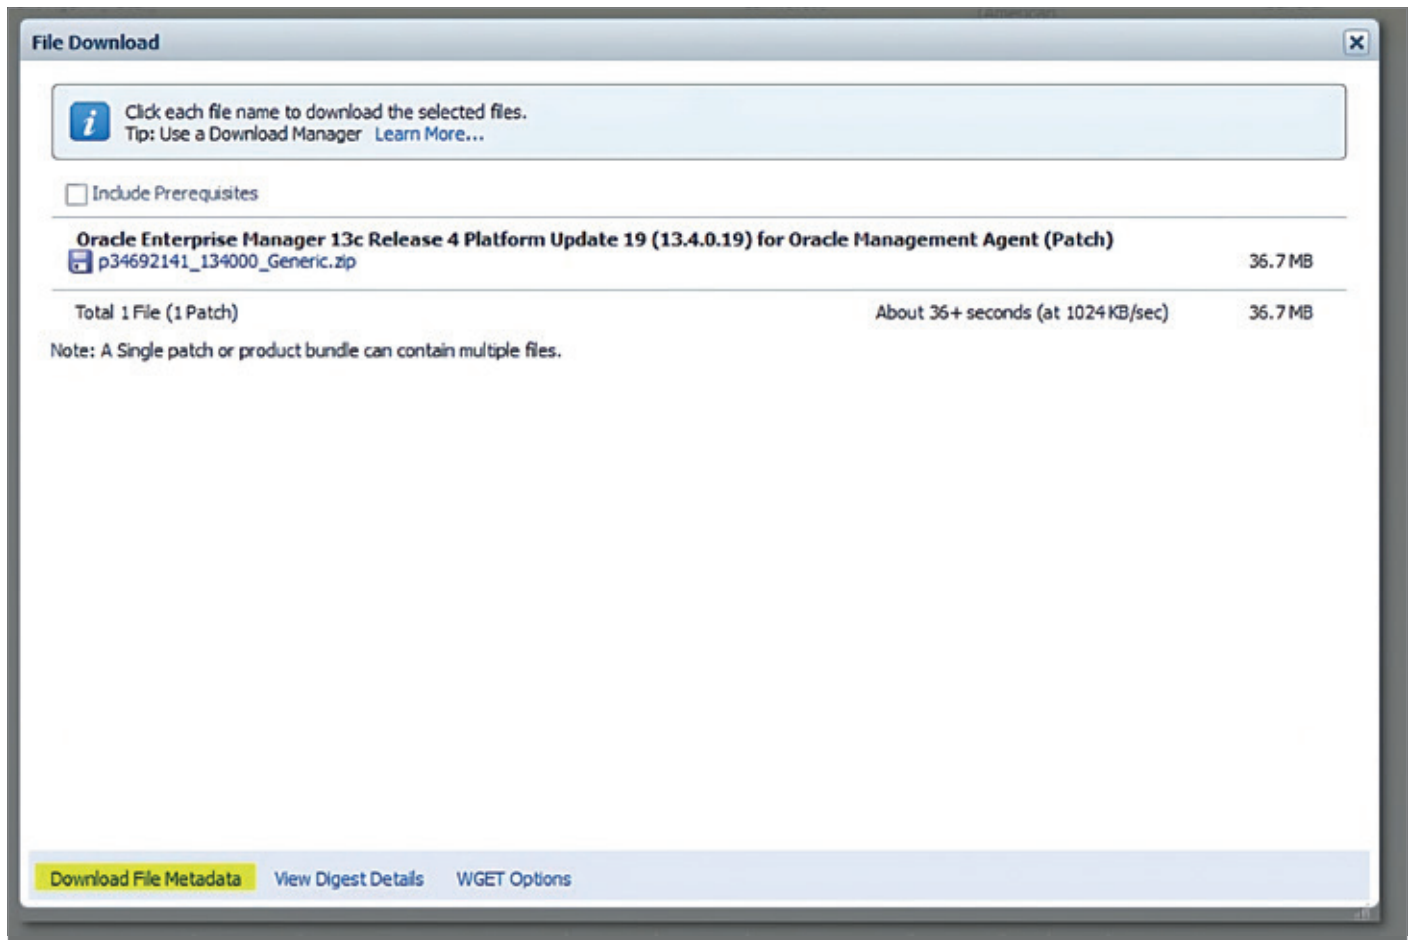 (American
File Download
Click each file name to download the selected files.
Tip: Use a Download Manager Learn More...
Include Prerequisites
Oracle Enterprise Manager 13c Release 4 Platform Update 19 (13.4.0.19) for Oracle Management Agent (Patch)
p34692141_134000_Generic.zip 36.7 MB
Total 1 File (1 Patch) About 36+ seconds (at 1024 KB/sec) 36.7 MB
Note: A Single patch or product bundle can contain multiple files.
Download File Metadata View Digest Details WGET Options